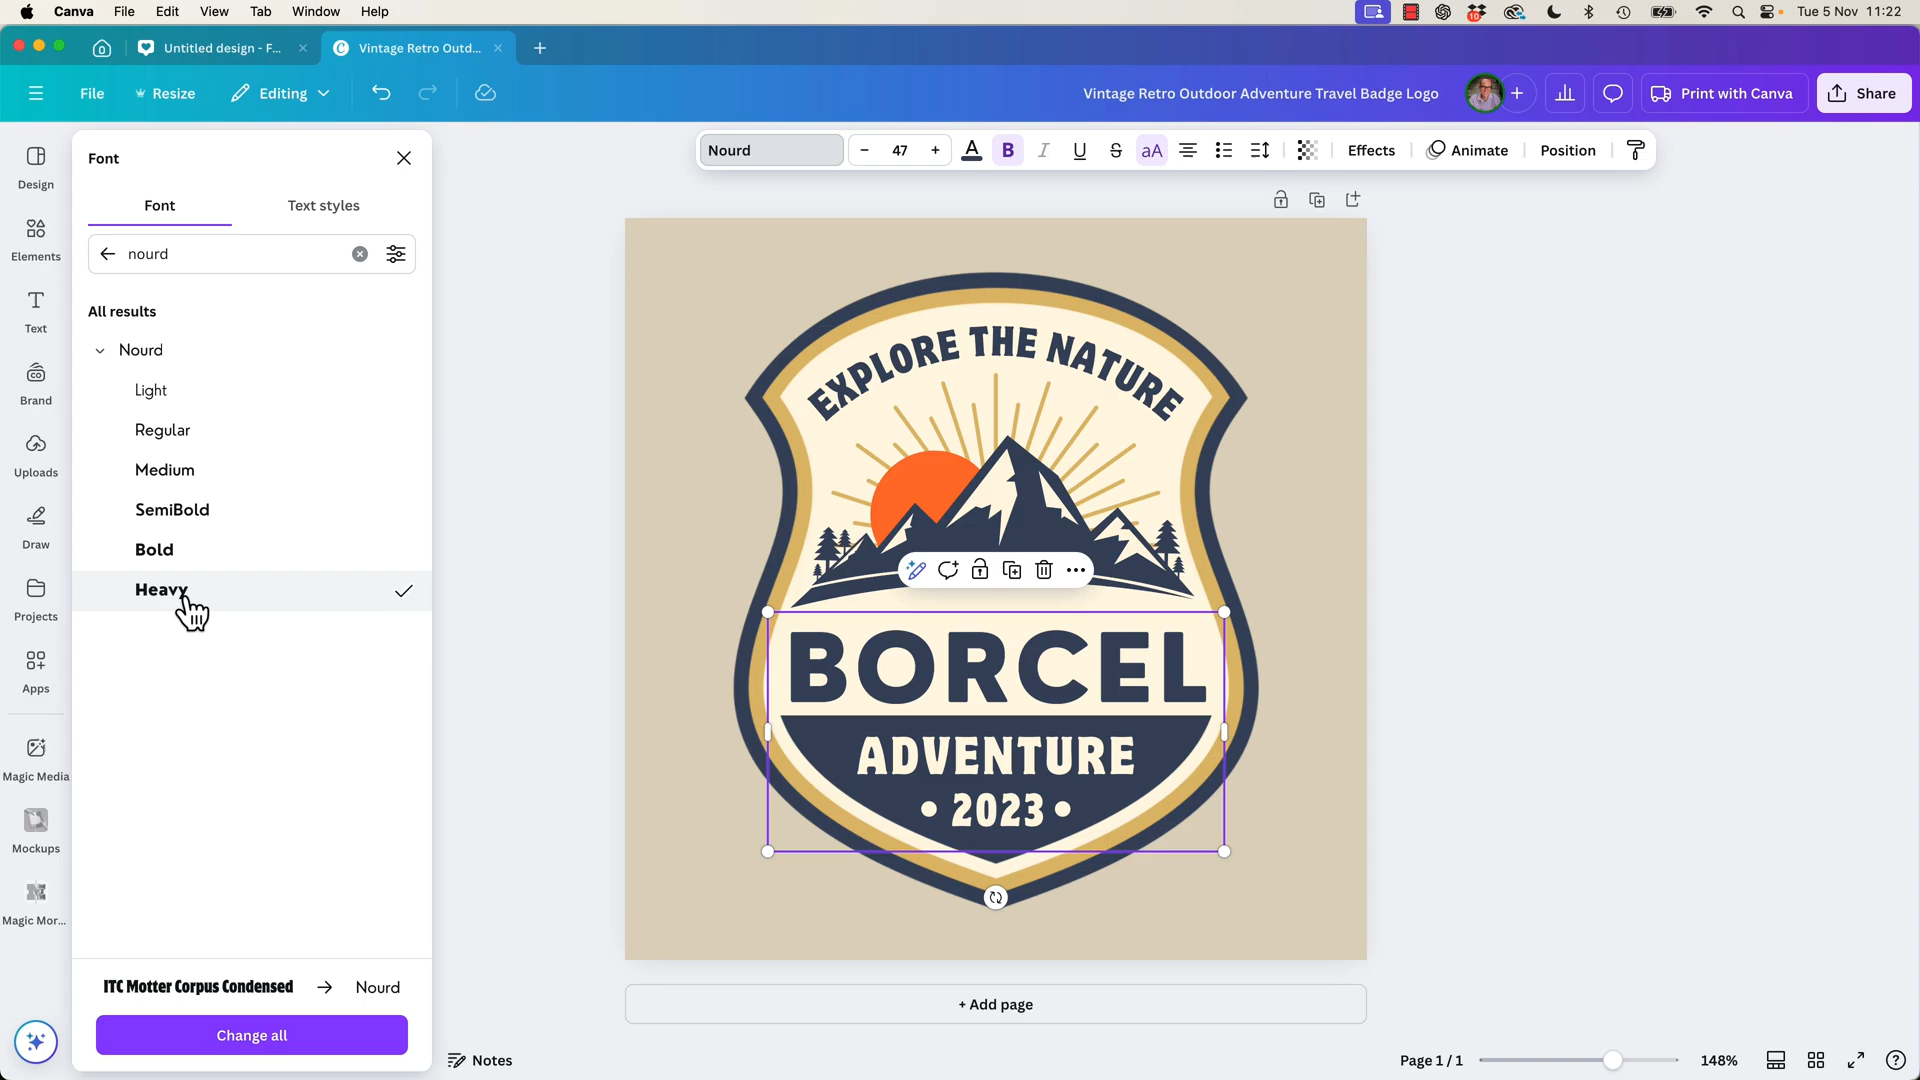 Canva File Edit View Tab Window Help
10
Tue 5 Nov 11:22
Untitled design - F...
Vintage Retro Outd...
File Resize Editing
Vintage Retro Outdoor Adventure Travel Badge Logo
Print with Canva
Share
Design
Elements
Text
Brand
Uploads
Draw
Projects
Apps
Magic Media
Mockups
Magic Mor...
Font
Font Text styles
nourd
All results
Nourd
Light
Regular
Medium
SemiBold
Bold
Heavy
ITC Motter Corpus Condensed → Nourd
Change all
Nourd – 47 + A B I U S aA Effects Animate Position
EXPLORE THE NATURE
BORCEL
ADVENTURE
• 2023 •
+ Add page
Notes
Page 1 / 1 148%